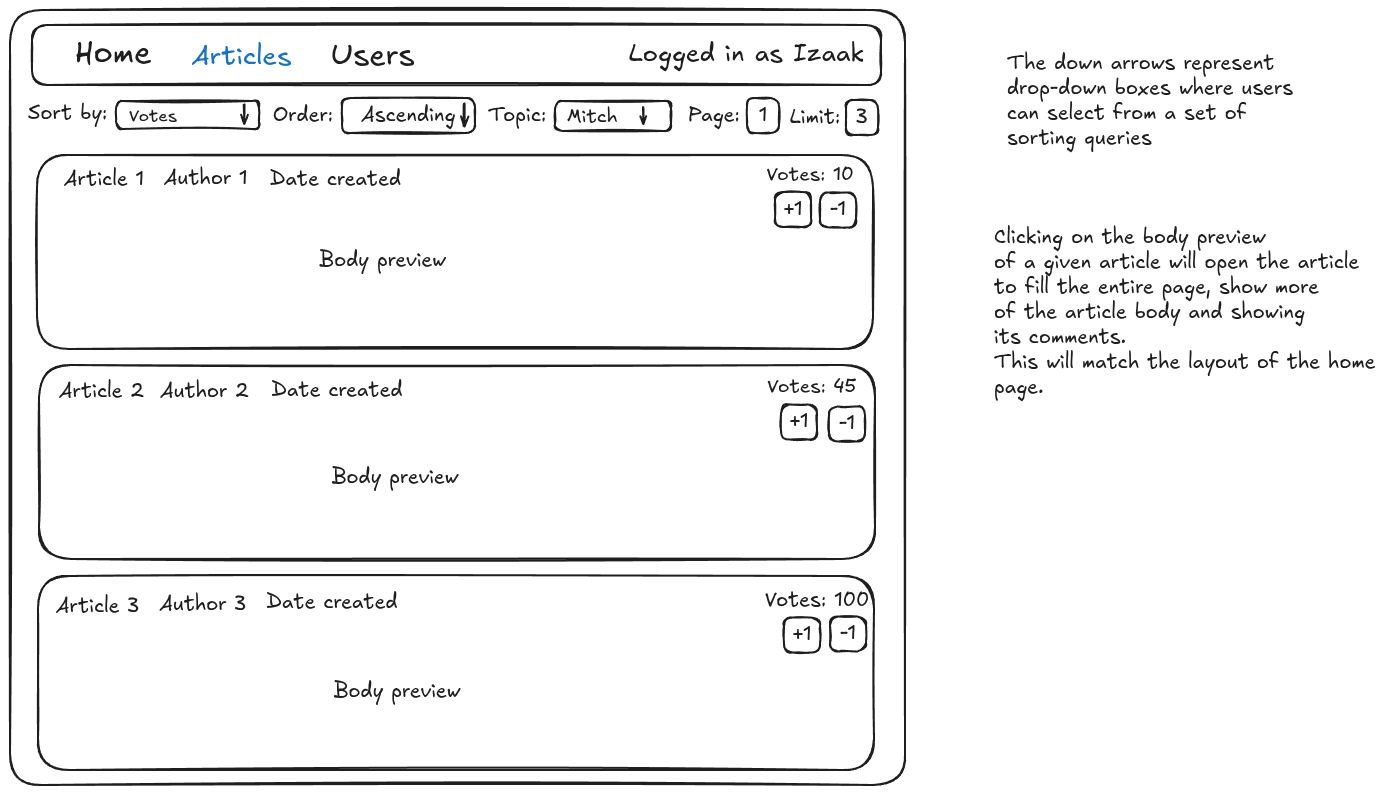 Home Articles Users Logged in as Izaak
Sort by: Votes ↓ Order: Ascending ↓ Topic: Mitch ↓ Page: 1 Limit: 3
Article 1 Author 1 Date created Votes: 10
+1 -1
Body preview
Article 2 Author 2 Date created Votes: 45
+1 -1
Body preview
Article 3 Author 3 Date created Votes: 100
+1 -1
Body preview
The down arrows represent
drop-down boxes where users
can select from a set of
sorting queries
Clicking on the body preview
of a given article will open the article
to fill the entire page, show more
of the article body and showing
its comments.
This will match the layout of the home
page.